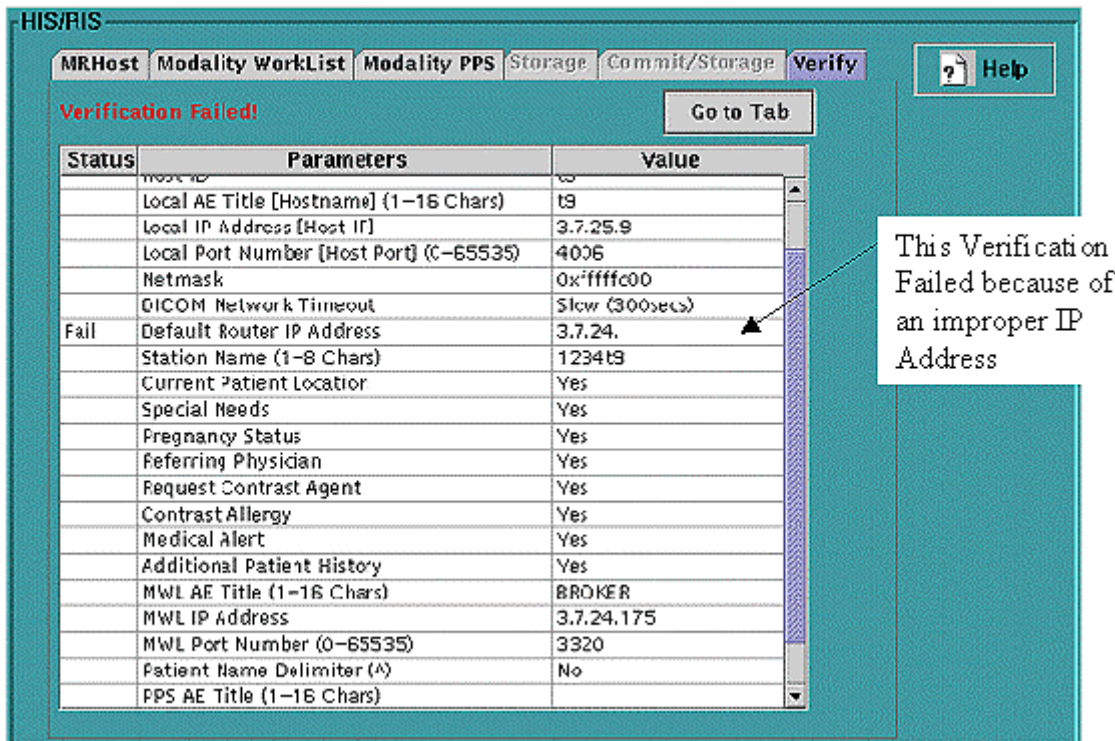 HIS/RIS
MRHost Modality WorkList Modality PPS Storage Commit/Storage Verify
Help
Verification Failed!
Go to Tab
Status Parameters Value
Host ID t9
Local AE Title [Hostname] (1-16 Chars) t9
Local IP Address [Host IP] 3.7.25.9
Local Port Number [Host Port] (0-65535) 4006
Netmask 0xfffffc00
DICOM Network Timeout Slow (300secs)
Fail Default Router IP Address 3.7.24.
Station Name (1-8 Chars) 1234t9
Current Patient Location Yes
Special Needs Yes
Pregnancy Status Yes
Referring Physician Yes
Request Contrast Agent Yes
Contrast Allergy Yes
Medical Alert Yes
Additional Patient History Yes
MWL AE Title (1-16 Chars) BROKER
MWL IP Address 3.7.24.175
MWL Port Number (0-65535) 3320
Patient Name Delimiter (^) No
PPS AE Title (1-16 Chars)
This Verification
Failed because of
an improper IP
Address